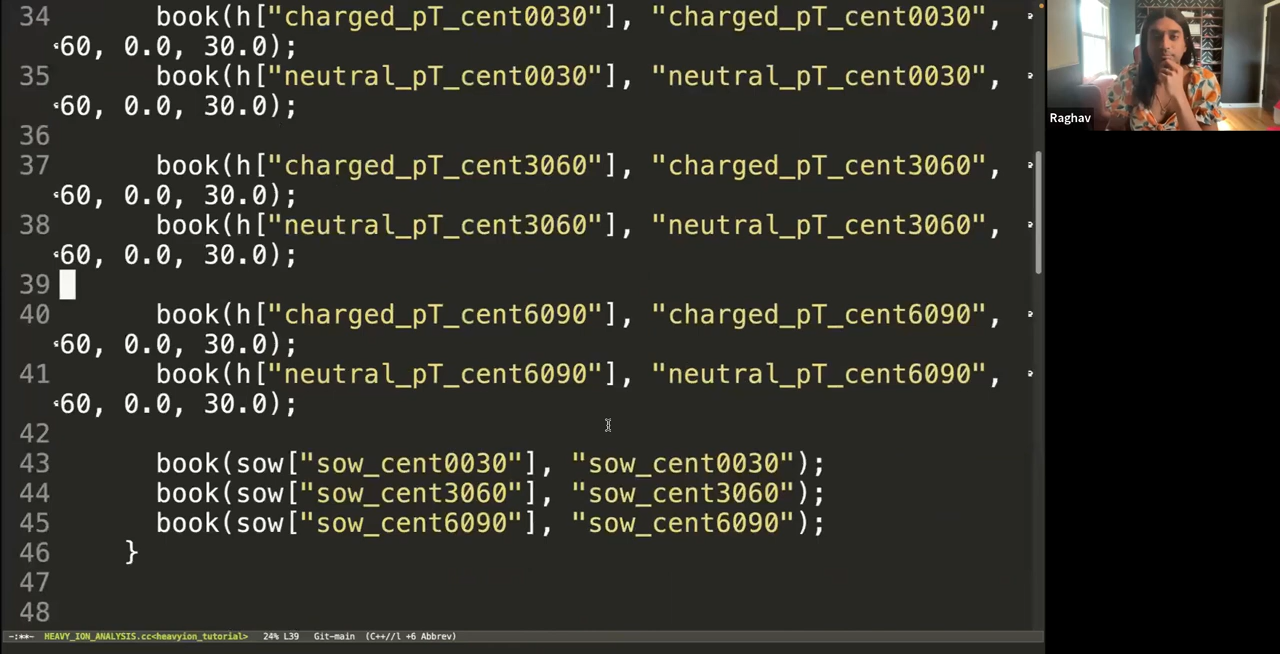 34 book(h["charged_pT_cent0030"], "charged_pT_cent0030",
60, 0.0, 30.0);
35 book(h["neutral_pT_cent0030"], "neutral_pT_cent0030",
60, 0.0, 30.0);
36
37 book(h["charged_pT_cent3060"], "charged_pT_cent3060",
60, 0.0, 30.0);
38 book(h["neutral_pT_cent3060"], "neutral_pT_cent3060",
60, 0.0, 30.0);
39
40 book(h["charged_pT_cent6090"], "charged_pT_cent6090",
60, 0.0, 30.0);
41 book(h["neutral_pT_cent6090"], "neutral_pT_cent6090",
60, 0.0, 30.0);
42
43 book(sow["sow_cent0030"], "sow_cent0030");
44 book(sow["sow_cent3060"], "sow_cent3060");
45 book(sow["sow_cent6090"], "sow_cent6090");
46 }
47
48
-:**- HEAVY_ION_ANALYSIS.cc<heavyion_tutorial> 24% L39 Git-main (C++//l +6 Abbrev)
Raghav